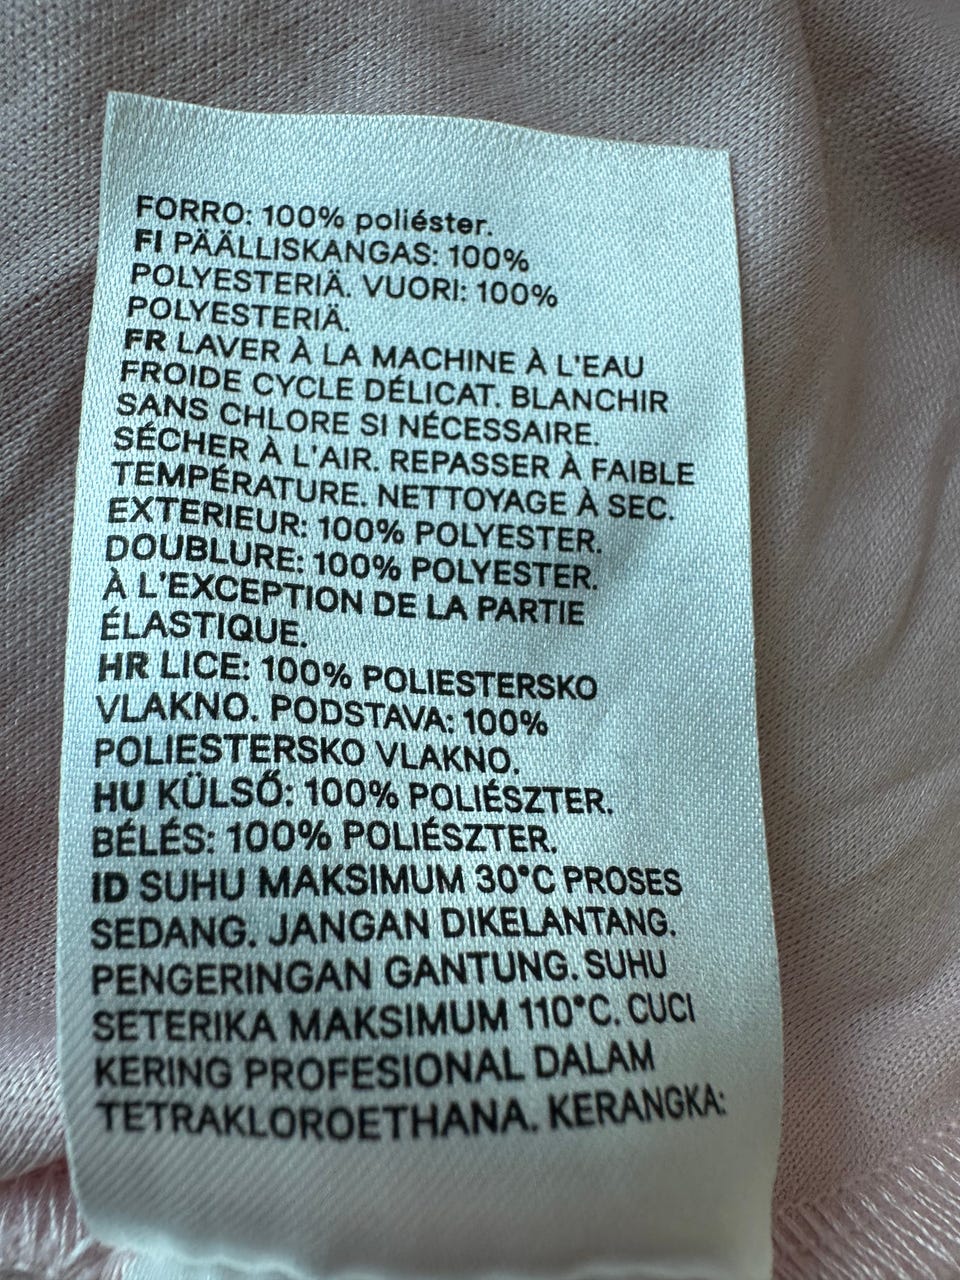 FORRO: 100% poliéster.
FI PÄÄLLISKANGAS: 100%
POLYESTERIÄ. VUORI: 100%
POLYESTERIÄ.
FR LAVER À LA MACHINE À L'EAU
FROIDE CYCLE DÉLICAT. BLANCHIR
SANS CHLORE SI NÉCESSAIRE.
SÉCHER À L'AIR. REPASSER À FAIBLE
TEMPÉRATURE. NETTOYAGE À SEC.
EXTERIEUR: 100% POLYESTER.
DOUBLURE: 100% POLYESTER.
À L'EXCEPTION DE LA PARTIE
ÉLASTIQUE.
HR LICE: 100% POLIESTERSKO
VLAKNO. PODSTAVA: 100%
POLIESTERSKO VLAKNO.
HU KÜLSŐ: 100% POLIÉSZTER.
BÉLÉS: 100% POLIÉSZTER.
ID SUHU MAKSIMUM 30°C PROSES
SEDANG. JANGAN DIKELANTANG.
PENGERINGAN GANTUNG. SUHU
SETERIKA MAKSIMUM 110°C. CUCI
KERING PROFESIONAL DALAM
TETRAKLOROETHANA. KERANGKA: